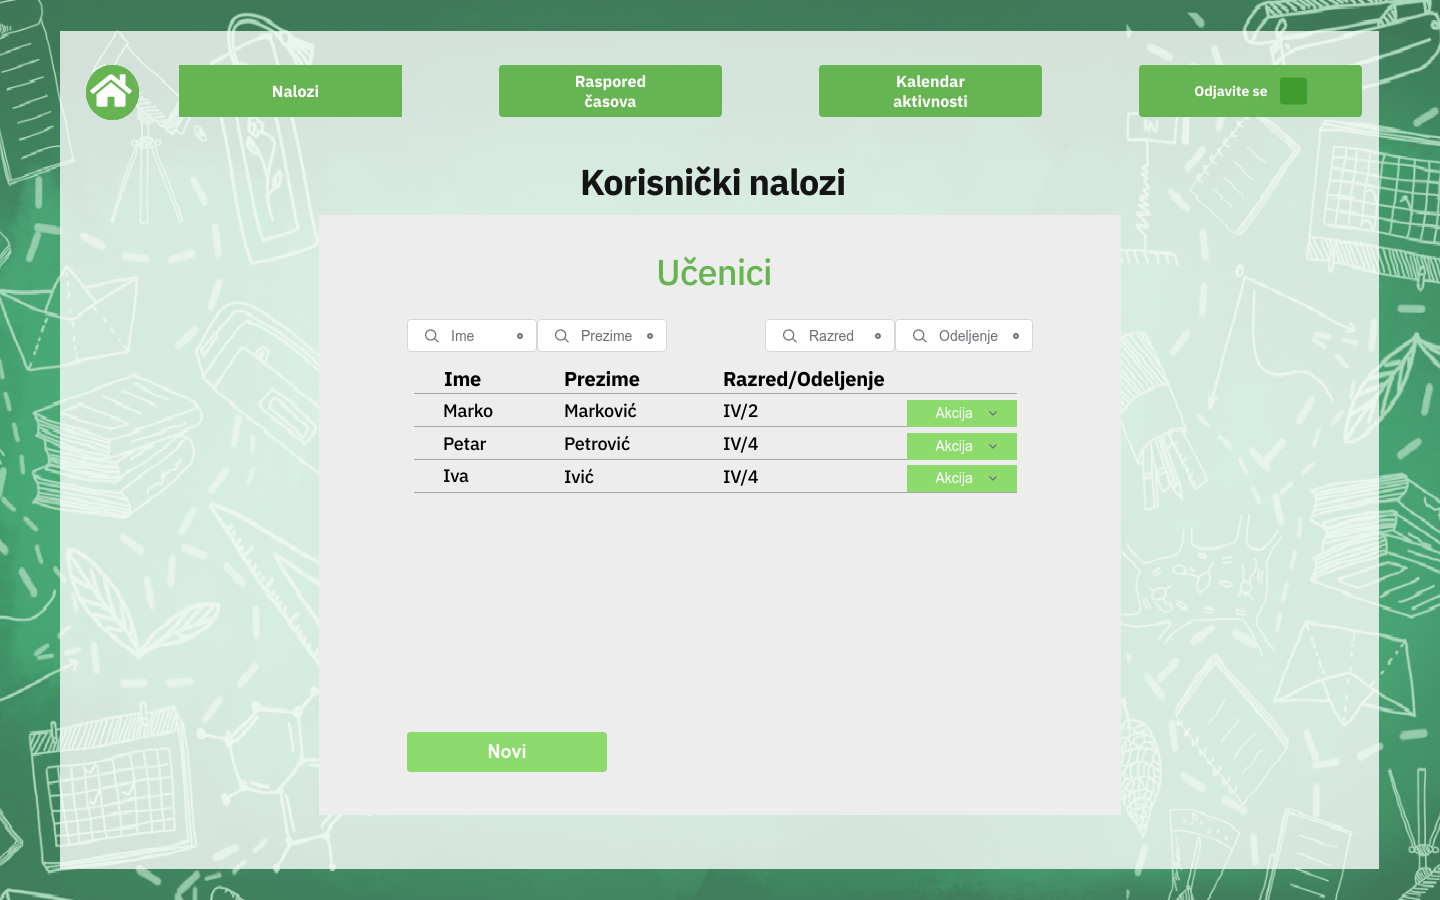 Nalozi
Raspored
časova
Kalendar
aktivnosti
Odjavite se
Korisnički nalozi
Učenici
Ime
Prezime
Razred
Odeljenje
Ime Prezime Razred/Odeljenje
Marko Marković IV/2 Akcija
Petar Petrović IV/4 Akcija
Iva Ivić IV/4 Akcija
Novi